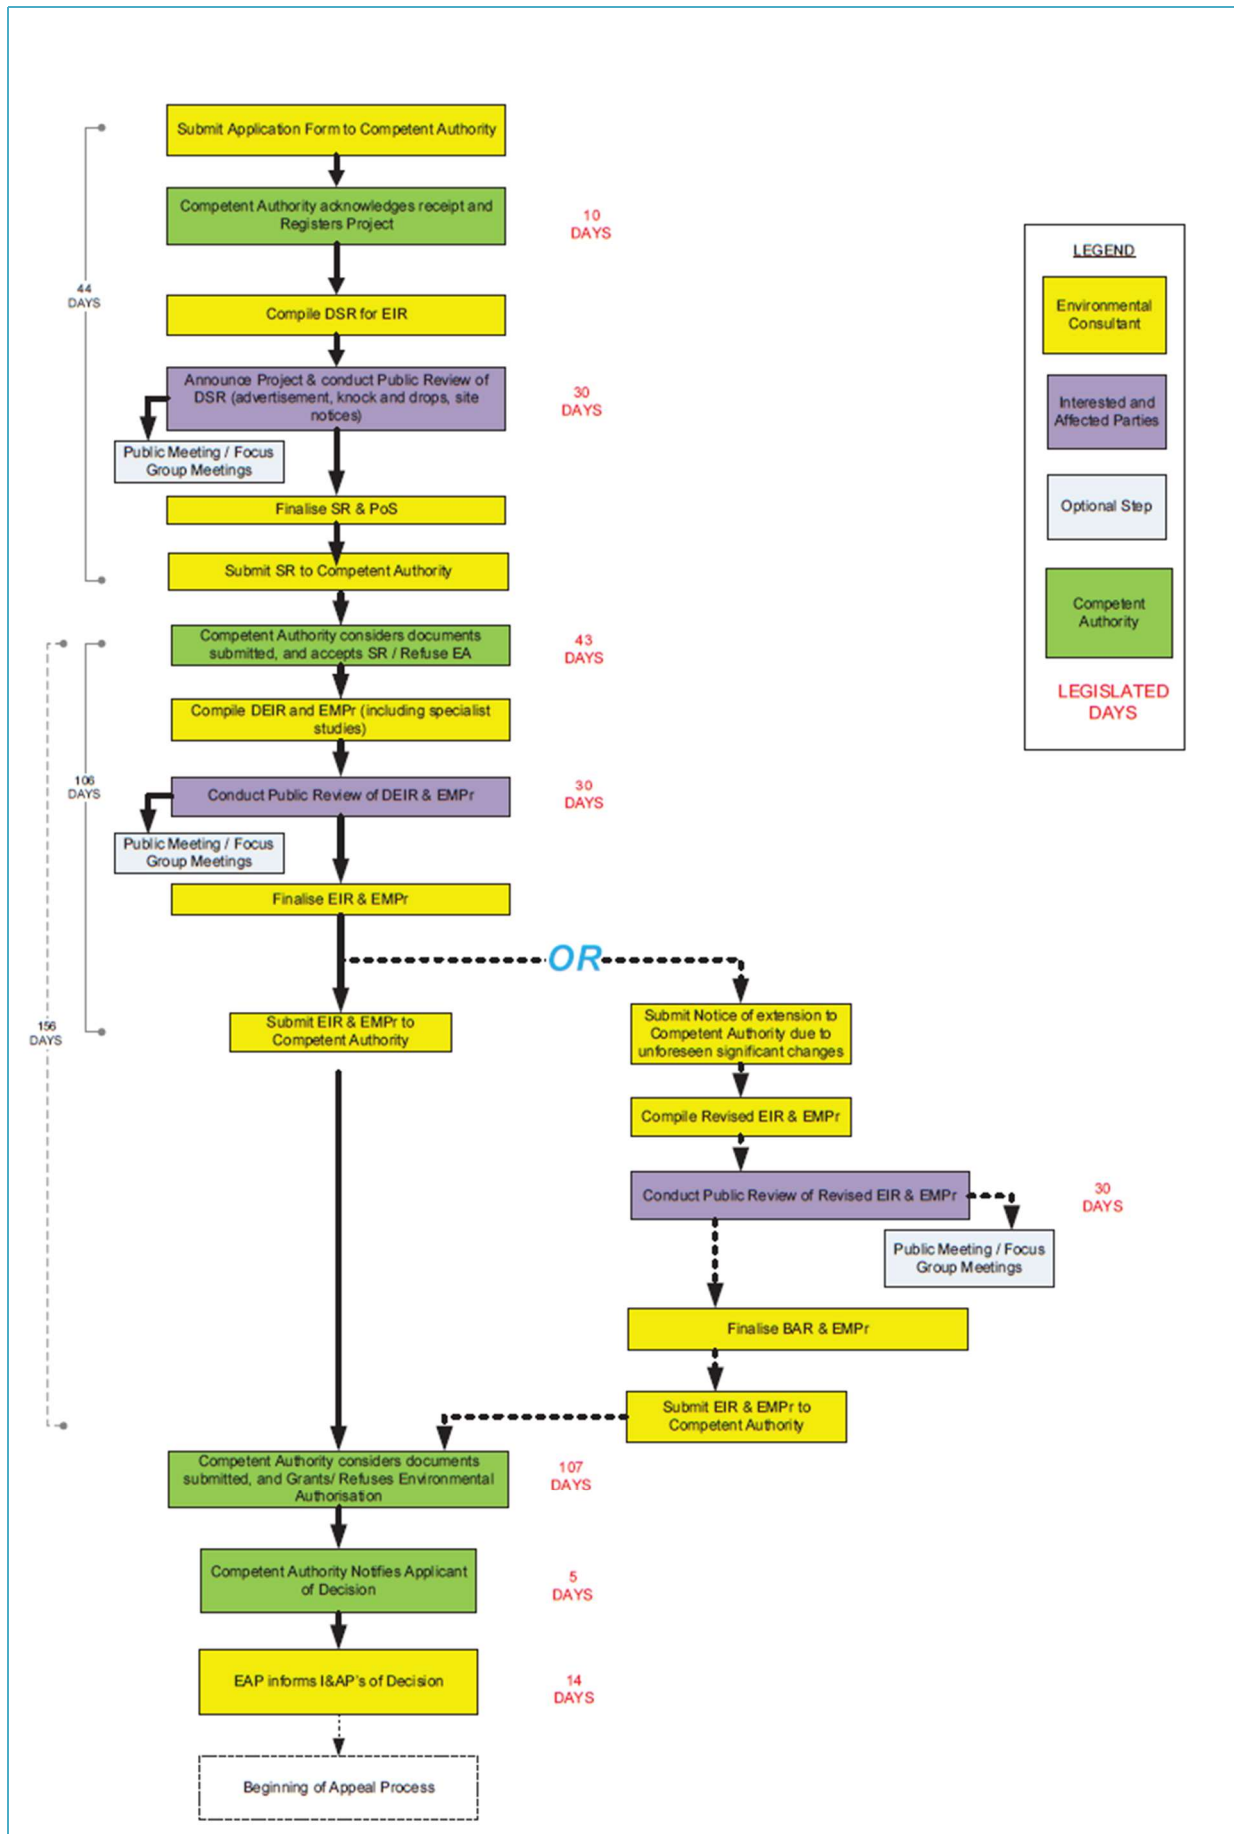 Submit Application Form to Competent Authority
Competent Authority acknowledges receipt and
Registers Project
10
DAYS
44
DAYS
Compile DSR for EIR
Announce Project & conduct Public Review of
DSR (advertisement, knock and drops, site
notices)
30
DAYS
Public Meeting / Focus
Group Meetings
Finalise SR & PoS
Submit SR to Competent Authority
Competent Authority considers documents
submitted, and accepts SR / Refuse EA
43
DAYS
Compile DEIR and EMPr (including specialist
studies)
106
DAYS
Conduct Public Review of DEIR & EMPr
30
DAYS
Public Meeting / Focus
Group Meetings
Finalise EIR & EMPr
OR
156
DAYS
Submit EIR & EMPr to
Competent Authority
Submit Notice of extension to
Competent Authority due to
unforeseen significant changes
Compile Revised EIR & EMPr
Conduct Public Review of Revised EIR & EMPr
30
DAYS
Public Meeting / Focus
Group Meetings
Finalise BAR & EMPr
Submit EIR & EMPr to
Competent Authority
Competent Authority considers documents
submitted, and Grants/ Refuses Environmental
Authorisation
107
DAYS
Competent Authority Notifies Applicant
of Decision
5
DAYS
EAP informs I&AP's of Decision
14
DAYS
Beginning of Appeal Process
LEGEND
Environmental
Consultant
Interested and
Affected Parties
Optional Step
Competent
Authority
LEGISLATED
DAYS